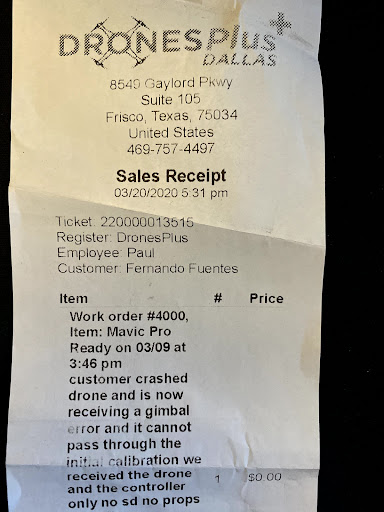 DRONESPlus+
DALLAS
8549 Gaylord Pkwy
Suite 105
Frisco, Texas, 75034
United States
469-757-4497
Sales Receipt
03/20/2020 5:31 pm
Ticket: 220000013515
Register: DronesPlus
Employee: Paul
Customer: Fernando Fuentes
Item # Price
Work order #4000,
Item: Mavic Pro
Ready on 03/09 at
3:46 pm
customer crashed
drone and is now
receiving a gimbal
error and it cannot
pass through the
initial calibration we
received the drone 1 $0.00
and the controller
only no sd no props